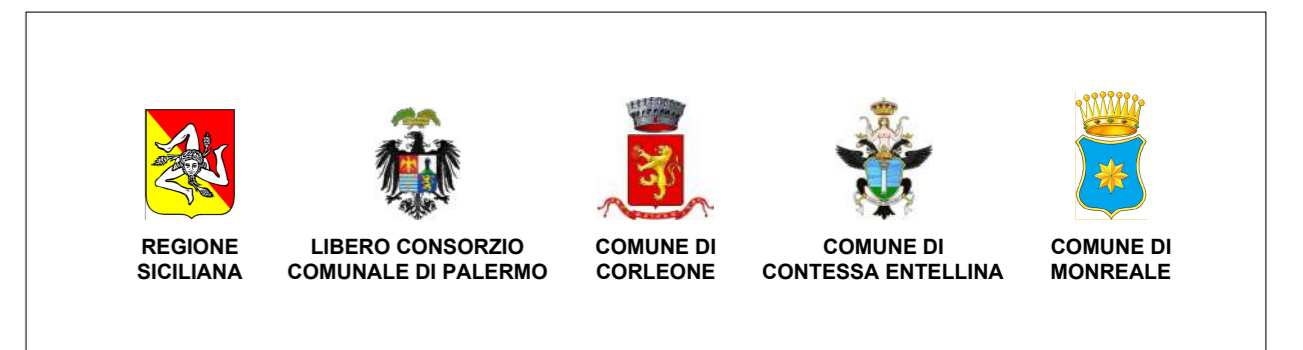 REGIONE
SICILIANA
LIBERO CONSORZIO
COMUNALE DI PALERMO
COMUNE DI
CORLEONE
COMUNE DI
CONTESSA ENTELLINA
COMUNE DI
MONREALE